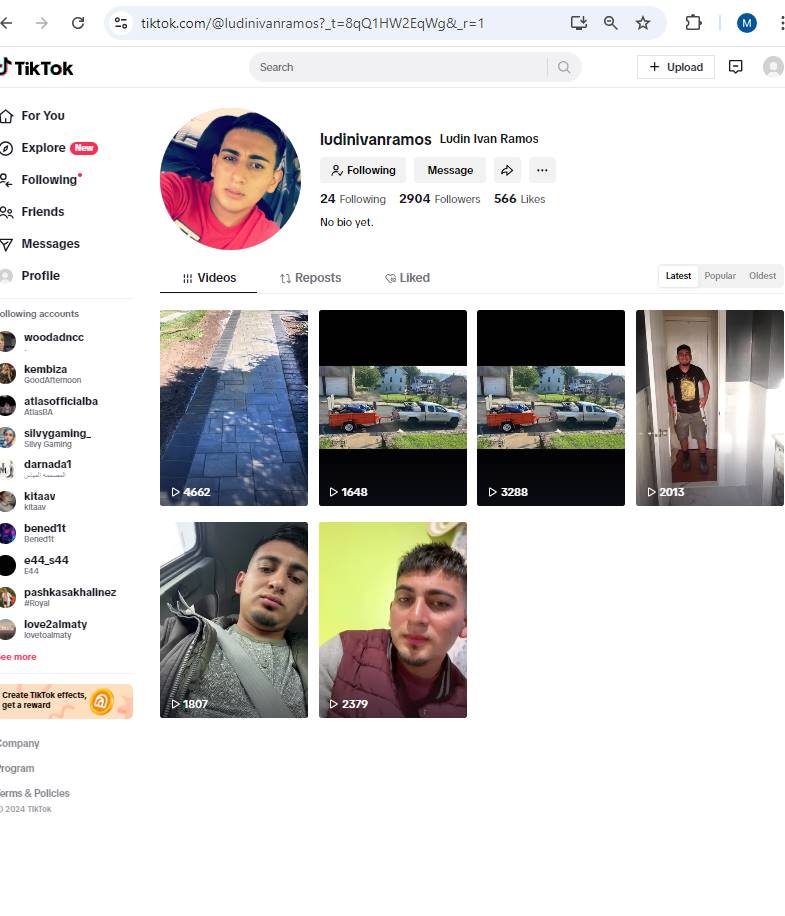 tiktok.com/@ludinivanramos?_t=8qQ1HW2EqWg&_r=1
M
TikTok
Search
Upload
For You
Explore New
Following
Friends
Messages
Profile
ollowing accounts
woodadncc
kembiza
GoodAfternoon
atlasofficialba
AtlasBA
silvygaming_
Silvy Gaming
darnada1
kitaav
kitaav
bened1t
Bened1t
e44_s44
E44
pashkasakhalinez
#Royal
love2almaty
lovetoalmaty
ee more
Create TikTok effects,
get a reward
Company
Program
erms & Policies
© 2024 TikTok
ludinivanramos Ludin Ivan Ramos
Following Message
24 Following 2904 Followers 566 Likes
No bio yet.
Videos Reposts Liked
Latest Popular Oldest
4662 1648 3288 2013
1807 2379